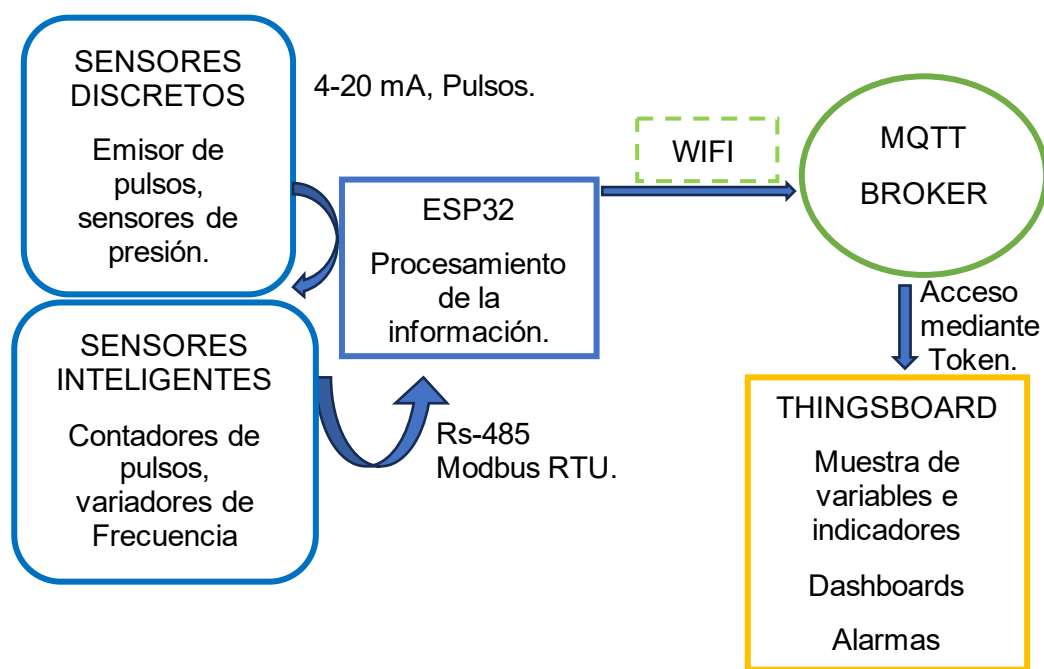 SENSORES
DISCRETOS
Emisor de
pulsos,
sensores de
presión.
4-20 mA, Pulsos.
SENSORES
INTELIGENTES
Contadores de
pulsos,
variadores de
Frecuencia
Rs-485
Modbus RTU.
ESP32
Procesamiento
de la
información.
WIFI
MQTT
BROKER
Acceso
mediante
Token.
THINGSBOARD
Muestra de
variables e
indicadores
Dashboards
Alarmas